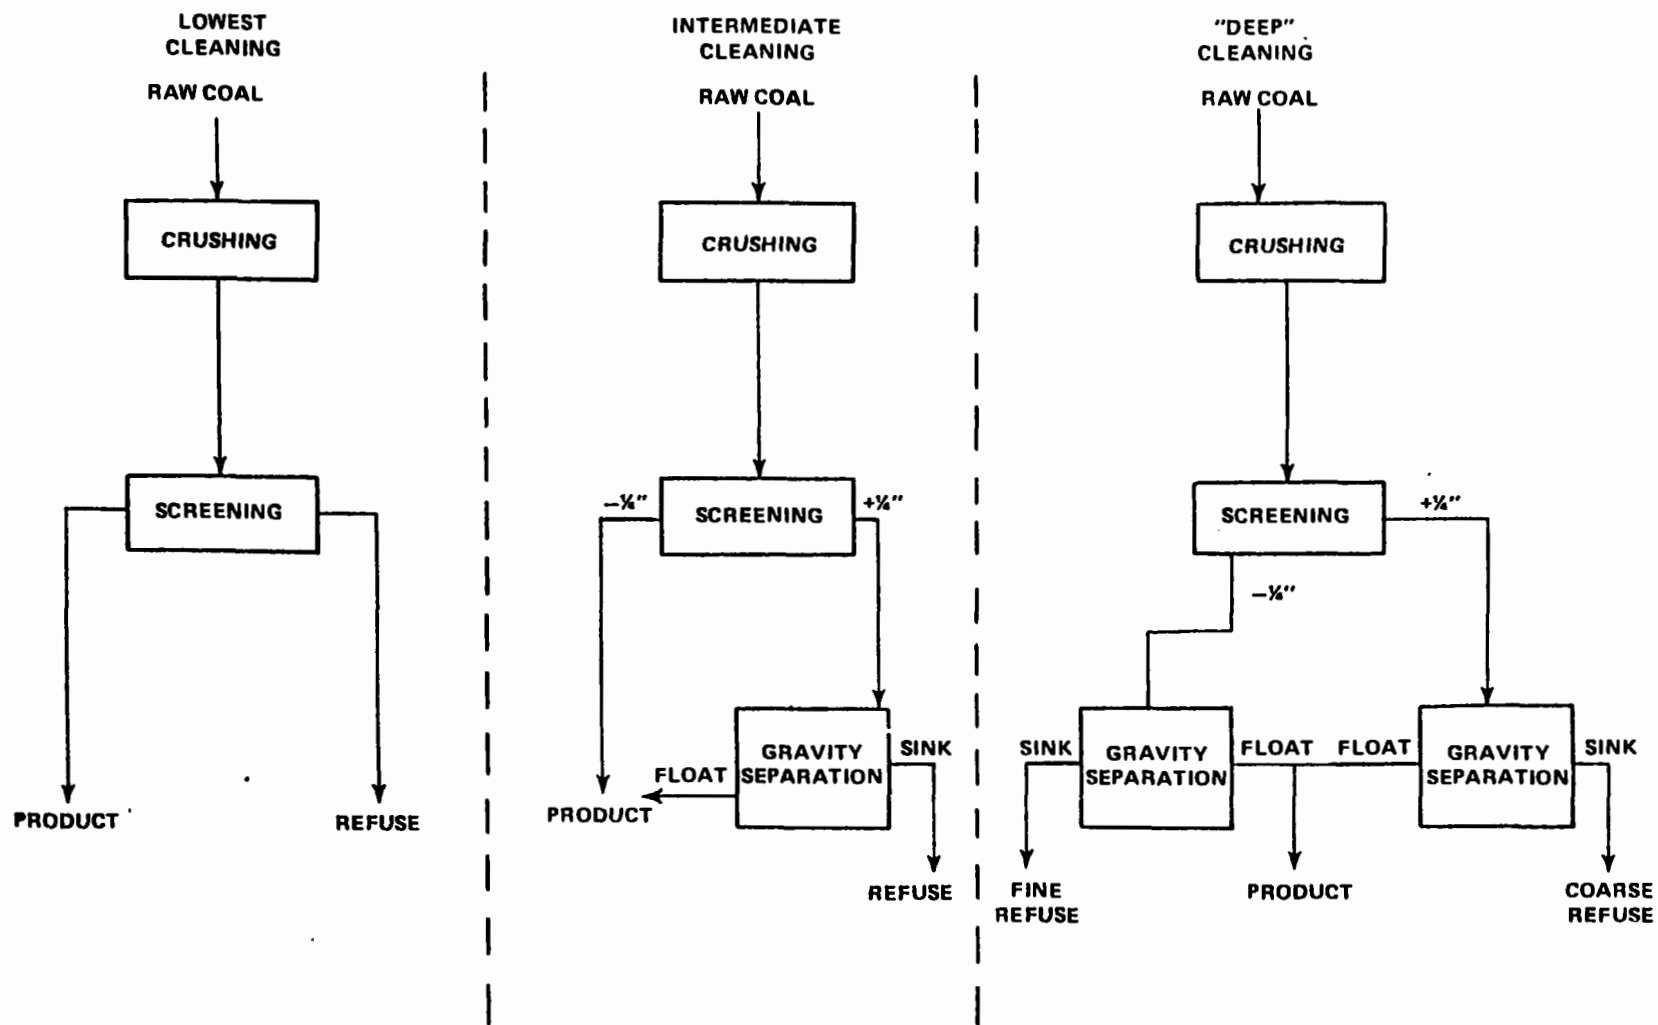 LOWEST
CLEANING
RAW COAL
CRUSHING
SCREENING
PRODUCT
REFUSE
INTERMEDIATE
CLEANING
RAW COAL
CRUSHING
–¼"
SCREENING
+¼"
GRAVITY
SEPARATION
SINK
FLOAT
PRODUCT
REFUSE
"DEEP"
CLEANING
RAW COAL
CRUSHING
SCREENING
+¼"
–¼"
SINK
GRAVITY
SEPARATION
FLOAT
FLOAT
GRAVITY
SEPARATION
SINK
FINE
REFUSE
PRODUCT
COARSE
REFUSE